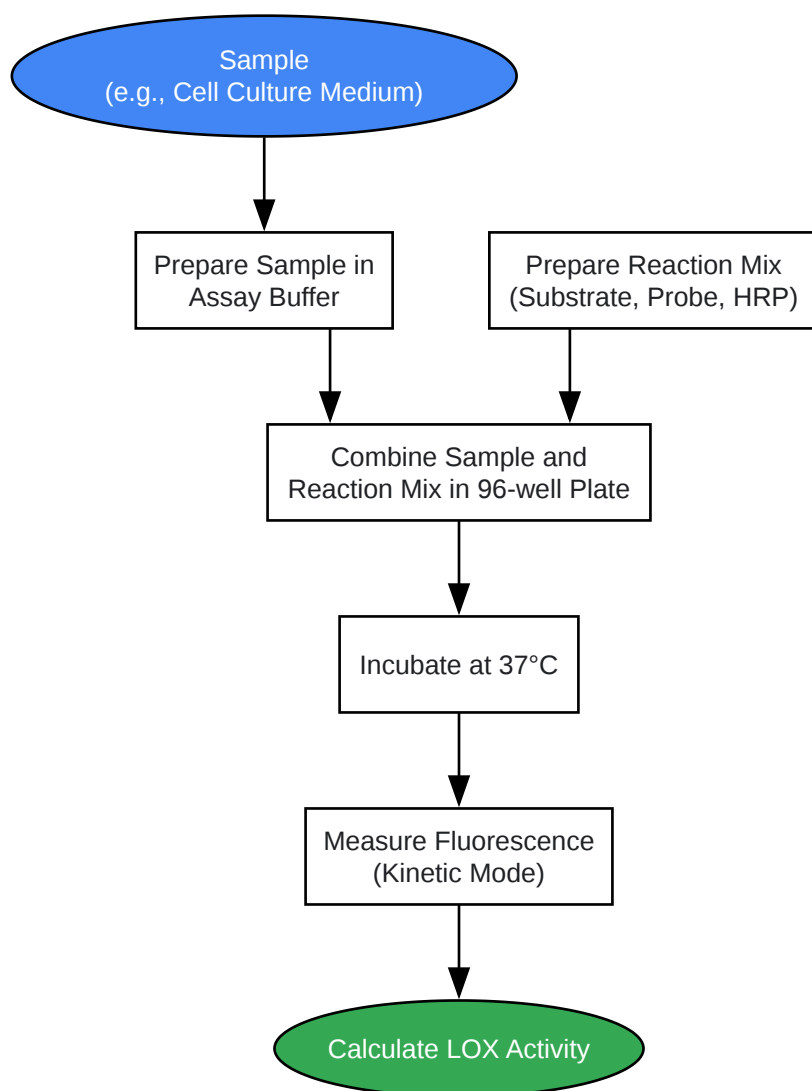 Sample
(e.g., Cell Culture Medium)
Prepare Sample in
Assay Buffer
Prepare Reaction Mix
(Substrate, Probe, HRP)
Combine Sample and
Reaction Mix in 96-well Plate
Incubate at 37°C
Measure Fluorescence
(Kinetic Mode)
Calculate LOX Activity